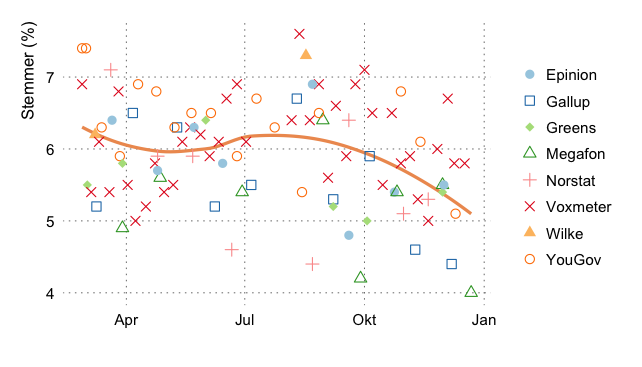 Stemmer (%)
7
6
5
4
Apr
Jul
Okt
Jan
Epinion
Gallup
Greens
Megafon
Norstat
Voxmeter
Wilke
YouGov